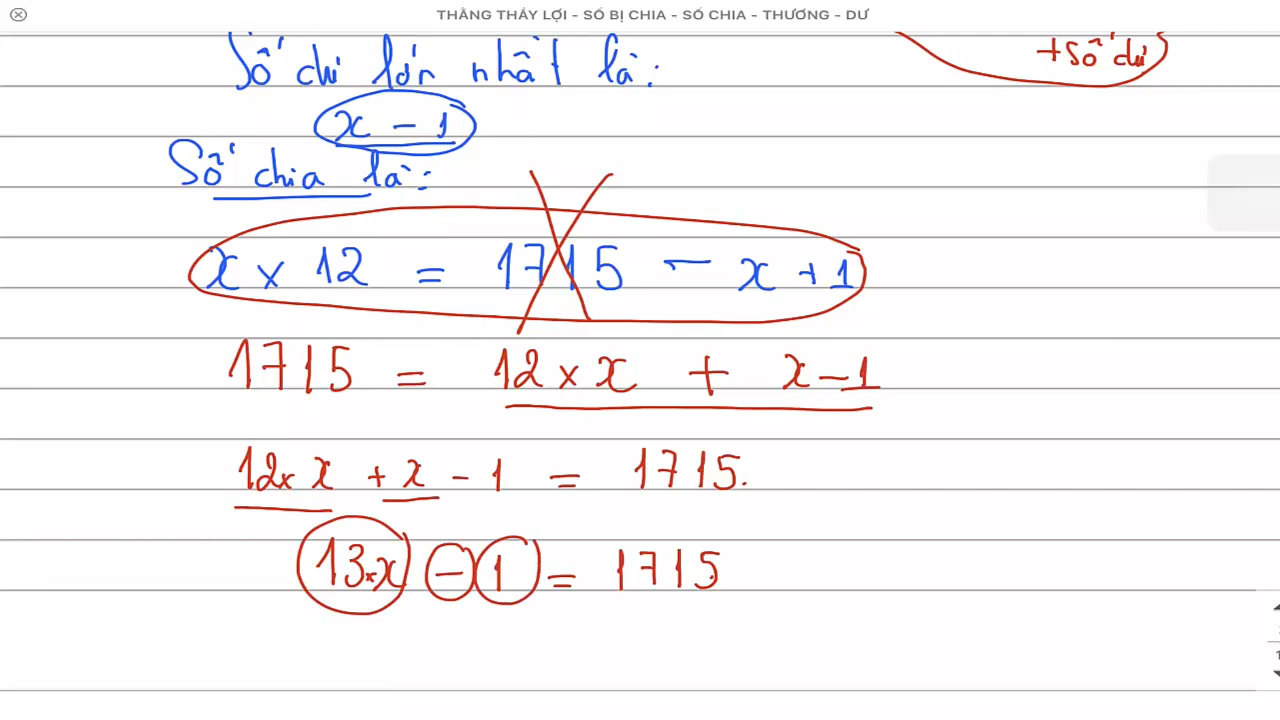 THẮNG THẦY LỢI - SỐ BỊ CHIA - SỐ CHIA - THƯƠNG - DƯ
+ Số dư
Số dư lớn nhất là:
x - 1
Số chia là:
x × 12 = 1715 - x + 1
1715 = 12 × x + x - 1
12 × x + x - 1 = 1715.
13 × x - 1 = 1715